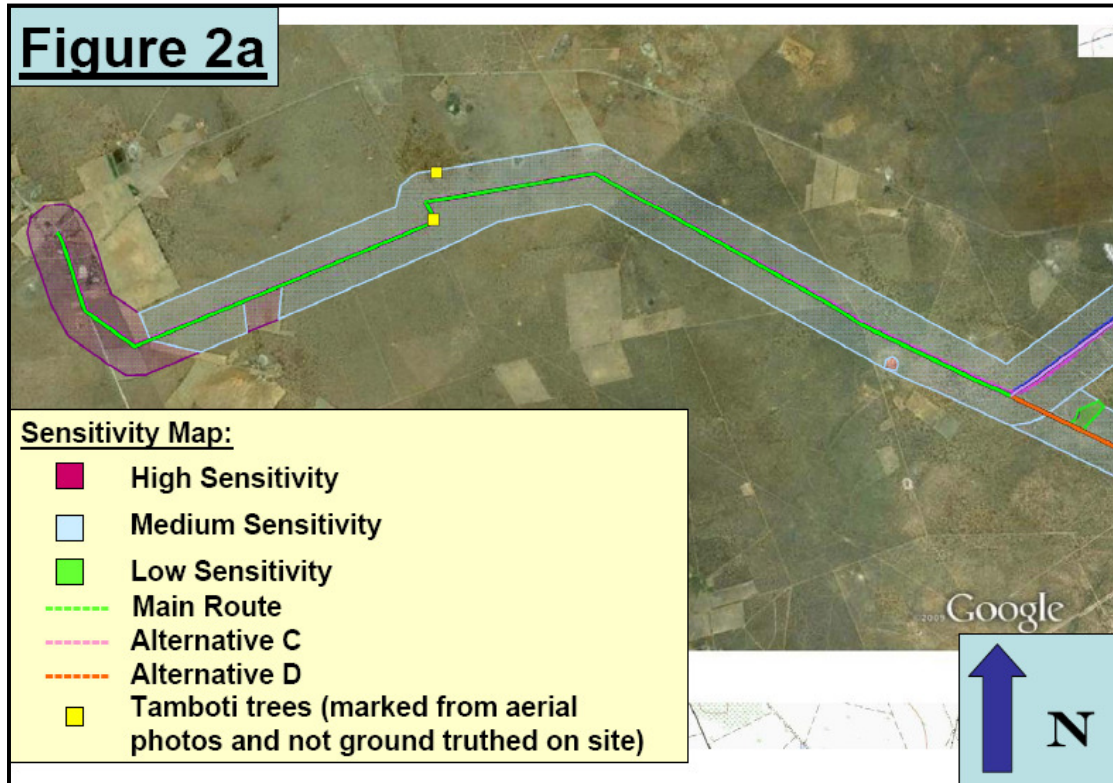 Figure 2a
Sensitivity Map:
High Sensitivity
Medium Sensitivity
Low Sensitivity
Main Route
Alternative C
Alternative D
Tamboti trees (marked from aerial
photos and not ground truthed on site)
©2009 Google
N